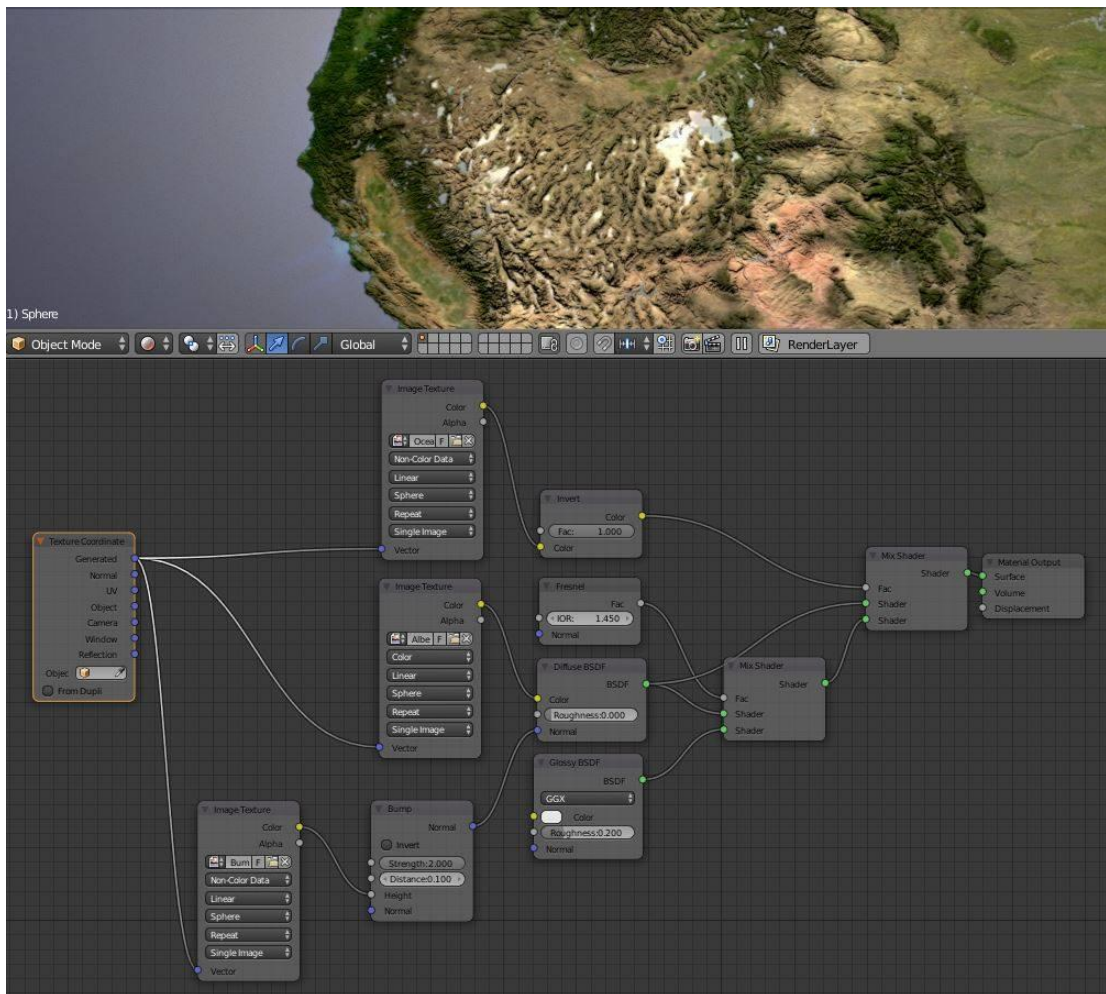 1) Sphere
Object Mode
Global
RenderLayer
Image Texture
Color
Alpha
Ocea F
Non-Color Data
Linear
Sphere
Repeat
Single Image
Vector
Invert
Color
Fac: 1.000
Color
Texture Coordinate
Generated
Normal
UV
Object
Camera
Window
Reflection
Objec
From Dupli
Image Texture
Color
Alpha
Albe F
Color
Linear
Sphere
Repeat
Single Image
Vector
Fresnel
Fac
IOR: 1.450
Normal
Diffuse BSDF
BSDF
Color
Roughness:0.000
Normal
Glossy BSDF
BSDF
GGX
Color
Roughness:0.200
Normal
Mix Shader
Shader
Fac
Shader
Shader
Mix Shader
Shader
Fac
Shader
Shader
Material Output
Surface
Volume
Displacement
Image Texture
Color
Alpha
Bum F
Non-Color Data
Linear
Sphere
Repeat
Single Image
Vector
Bump
Normal
Invert
Strength:2.000
Distance:0.100
Height
Normal